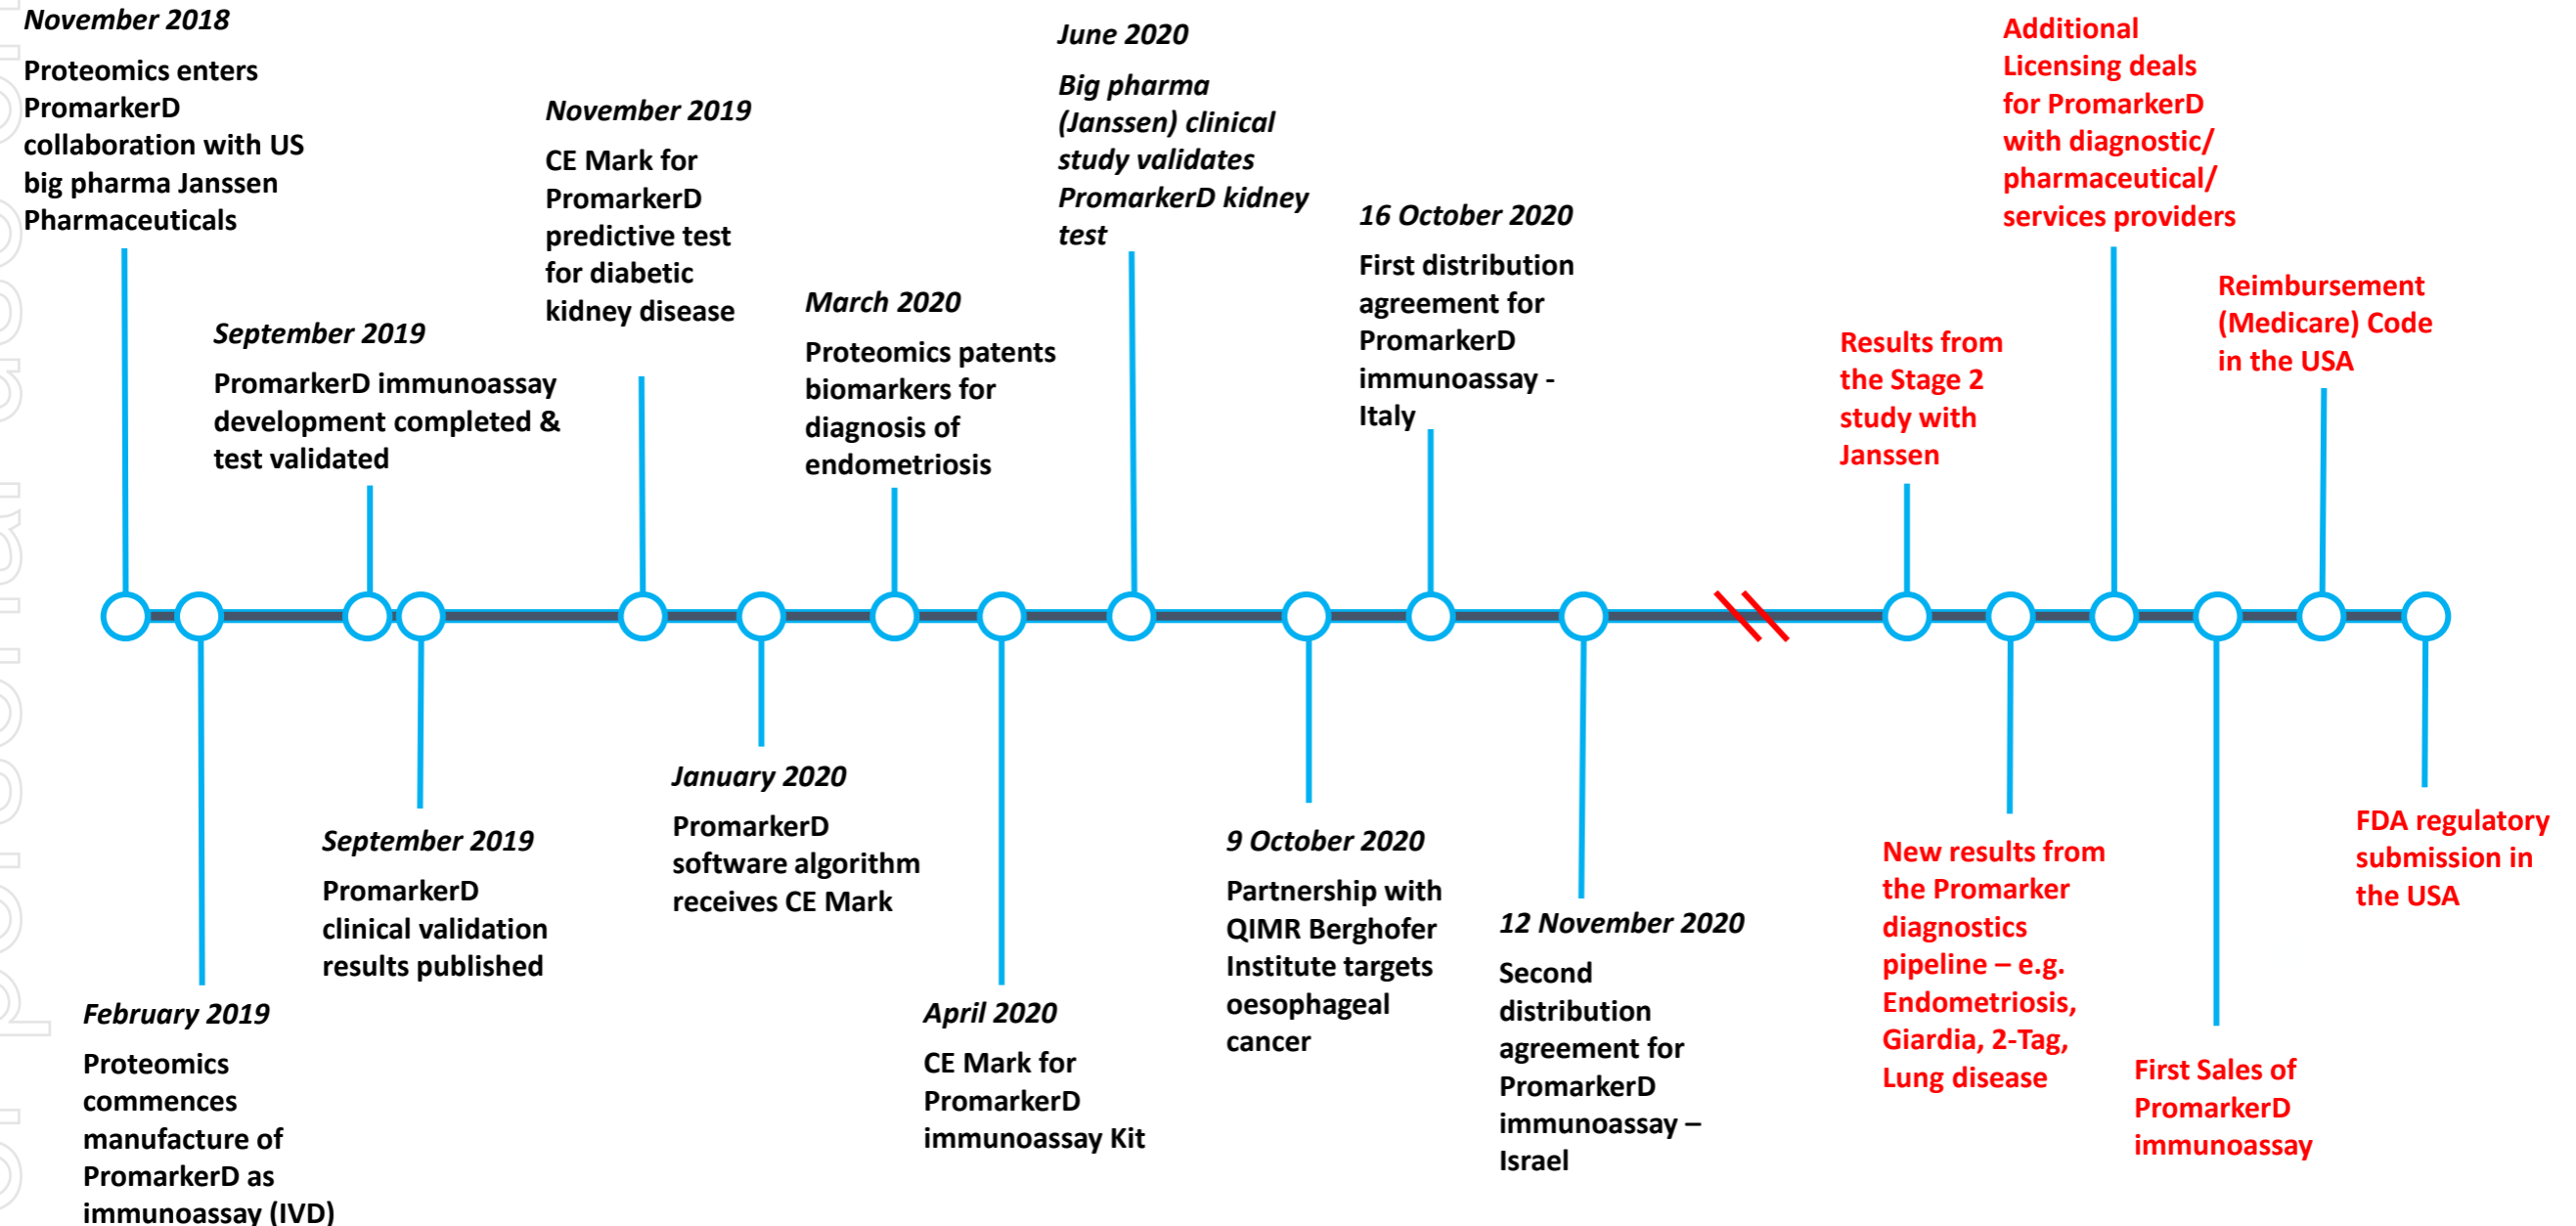 November 2018
Proteomics enters
PromarkerD
collaboration with US
big pharma Janssen
Pharmaceuticals
February 2019
Proteomics
commences
manufacture of
PromarkerD as
immunoassay (IVD)
September 2019
PromarkerD immunoassay
development completed &
test validated
September 2019
PromarkerD
clinical validation
results published
November 2019
CE Mark for
PromarkerD
predictive test
for diabetic
kidney disease
January 2020
PromarkerD
software algorithm
receives CE Mark
March 2020
Proteomics patents
biomarkers for
diagnosis of
endometriosis
April 2020
CE Mark for
PromarkerD
immunoassay Kit
June 2020
Big pharma
(Janssen) clinical
study validates
PromarkerD kidney
test
9 October 2020
Partnership with
QIMR Berghofer
Institute targets
oesophageal
cancer
16 October 2020
First distribution
agreement for
PromarkerD
immunoassay -
Italy
12 November 2020
Second
distribution
agreement for
PromarkerD
immunoassay –
Israel
Results from
the Stage 2
study with
Janssen
New results from
the Promarker
diagnostics
pipeline – e.g.
Endometriosis,
Giardia, 2-Tag,
Lung disease
Additional
Licensing deals
for PromarkerD
with diagnostic/
pharmaceutical/
services providers
First Sales of
PromarkerD
immunoassay
Reimbursement
(Medicare) Code
in the USA
FDA regulatory
submission in
the USA